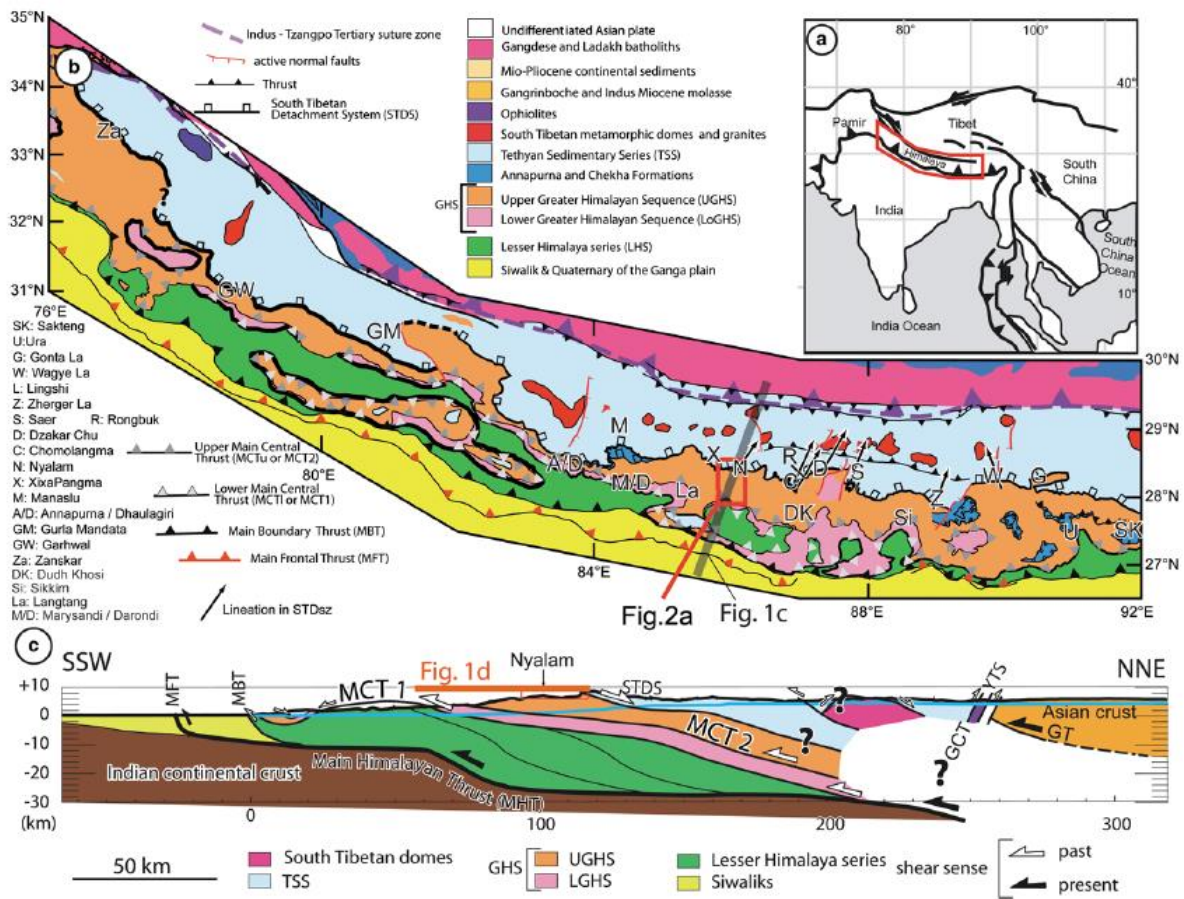 35°N
34°N
33°N
32°N
31°N
76°E
b
Indus - Tzangpo Tertiary suture zone
active normal faults
Thrust
South Tibetan
Detachment System (STDS)
GHS
Undifferentiated Asian plate
Gangdese and Ladakh batholiths
Mio-Pliocene continental sediments
Gangrinboche and Indus Miocene molasse
Ophiolites
South Tibetan metamorphic domes and granites
Tethyan Sedimentary Series (TSS)
Annapurna and Chekha Formations
Upper Greater Himalayan Sequence (UGHS)
Lower Greater Himalayan Sequence (LoGHS)
Lesser Himalaya series (LHS)
Siwalik & Quaternary of the Ganga plain
a
80°
100°
40°
10°
Pamir
Tibet
Himalaya
South
China
India
South
China
Ocean
India Ocean
Za
?
GW
GM
M
A/D
M/D
La
X
N
R
C
D
S
DK
Si
Z
W
G
U
SK
30°N
29°N
28°N
27°N
80°E
84°E
88°E
92°E
Fig.2a
Fig. 1c
SK: Sakteng
U:Ura
G: Gonta La
W: Wagye La
L: Lingshi
Z: Zherger La
S: Saer R: Rongbuk
D: Dzakar Chu
C: Chomolangma
N: Nyalam
X: XixaPangma
M: Manaslu
A/D: Annapurna / Dhaulagiri
GM: Gurla Mandata
GW: Garhwal
Za: Zanskar
DK: Dudh Khosi
Si: Sikkim
La: Langtang
M/D: Marysandi / Darondi
Upper Main Central
Thrust (MCTu or MCT2)
Lower Main Central
Thrust (MCTl or MCT1)
Main Boundary Thrust (MBT)
Main Frontal Thrust (MFT)
Lineation in STDsz
c
SSW
NNE
+10
0
-10
-20
-30
(km)
MFT
MBT
MCT 1
Fig. 1d
Nyalam
STDS
MCT 2
?
?
?
GCT
YTS
Asian crust
GT
Indian continental crust
Main Himalayan Thrust (MHT)
0
100
200
300
50 km
South Tibetan domes
TSS
GHS
UGHS
LGHS
Lesser Himalaya series
Siwaliks
shear sense
past
present